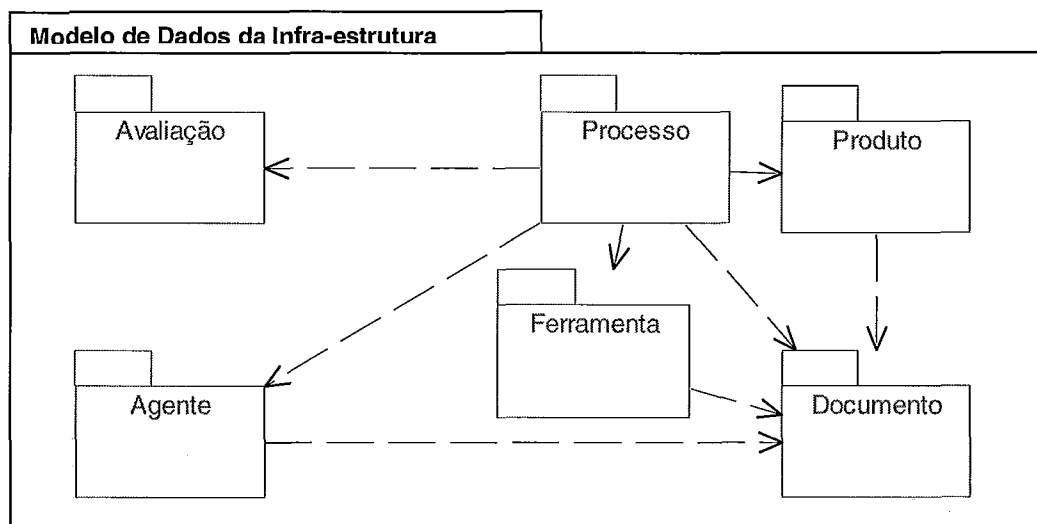 Modelo de Dados da Infra-estrutura
Avaliação
Processo
Produto
Ferramenta
Agente
Documento